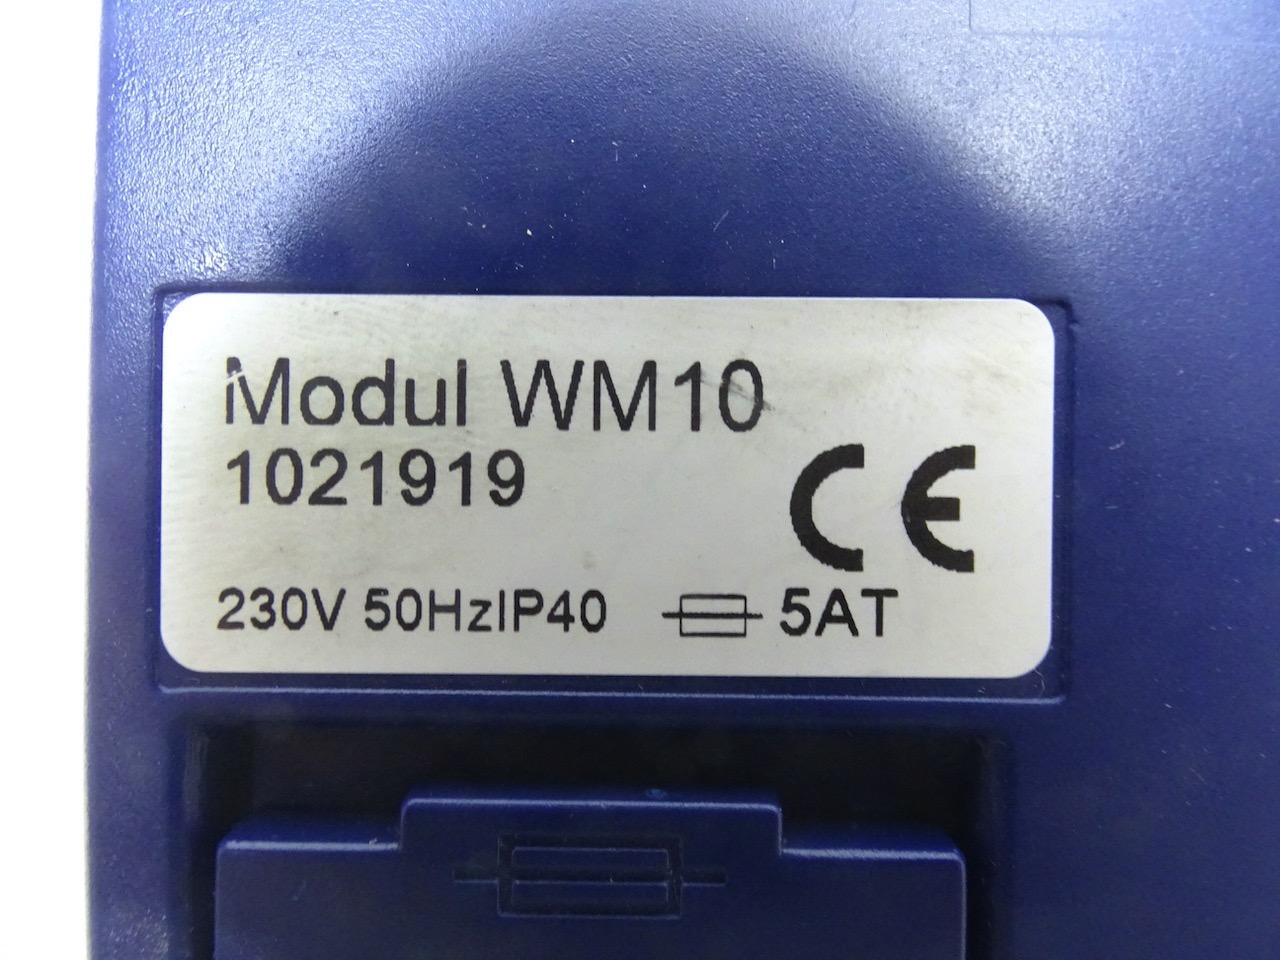 Modul WM10
1021919
CE
230V 50HzIP40 5AT